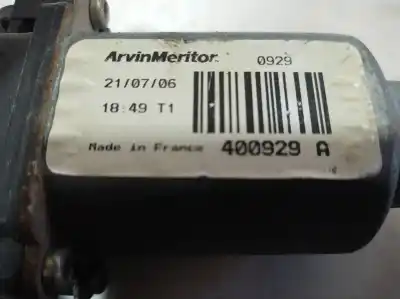 ArvinMeritor. 0929
21/07/06
18:49 T1
Made in France 400929 A